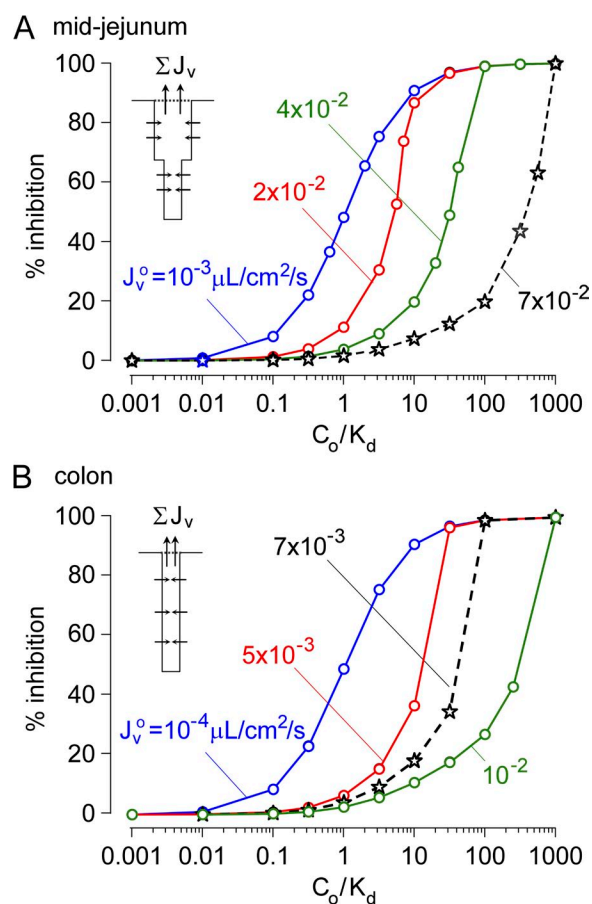 A mid-jejunum
ΣJv
100
80
60
40
20
0
% inhibition
4x10-2
2x10-2
Jvo=10-3μL/cm2/s
7x10-2
0.001 0.01 0.1 1 10 100 1000
Co/Kd
B colon
ΣJv
100
80
60
40
20
0
% inhibition
7x10-3
5x10-3
Jvo=10-4μL/cm2/s
10-2
0.001 0.01 0.1 1 10 100 1000
Co/Kd